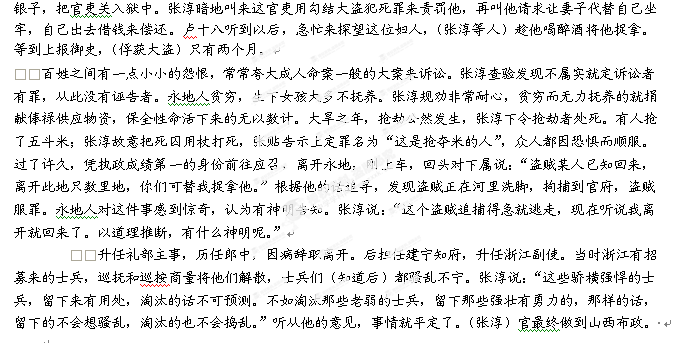 银子，把官吏关入狱中。张淳暗地叫来这官吏用勾结大盗犯死罪来责罚他，再叫他请求让妻子代替自己坐
牢，自己出去借钱来偿还。卢十八听到以后，急忙来探望这位妇人，（张淳等人）趁他喝醉酒将他捉拿。
等到上报御史，（俘获大盗）只有两个月。
百姓之间有一点小小的怨恨，常常夸大成人命案一般的大案来诉讼。张淳查验发现不属实就定诉讼者
有罪，从此没有诬告者。永地人贫穷，生下女孩大多不抚养。张淳规劝非常耐心，贫穷而无力抚养的就捐
献俸禄供应物资，保全性命活下来的无以数计。大旱之年，抢劫公然发生，张淳下令抢劫者处死。有人抢
了五斗米；张淳故意把死囚用杖打死，张贴告示上定罪名为“这是抢夺米的人”，众人都因恐惧而顺服。
过了许久，凭执政成绩第一的身份前往应召，离开永地，刚上车，回头对下属说：“盗贼某人已知回来，
离开此地只数里地，你们可替我捉拿他。”根据他的话追寻，发现盗贼正在河里洗脚，拘捕到官府，盗贼
服罪。永地人对这件事感到惊奇，认为有神明告知。张淳说：“这个盗贼追捕得急就逃走，现在听说我离
开就回来了。以道理推断，有什么神明呢。”
升任礼部主事，历任郎中，因病辞职离开。后担任建宁知府，升任浙江副使。当时浙江有招
募来的士兵，巡抚和巡按商量将他们解散，士兵们（知道后）都骚乱不宁。张淳说：“这些骄横强悍的士
兵，留下来有用处，淘汰的话不可预测。不如淘汰那些老弱的士兵，留下那些强壮有勇力的，那样的话，
留下的不会想骚乱，淘汰的也不会捣乱。”听从他的意见，事情就平定了。（张淳）官最终做到山西布政。